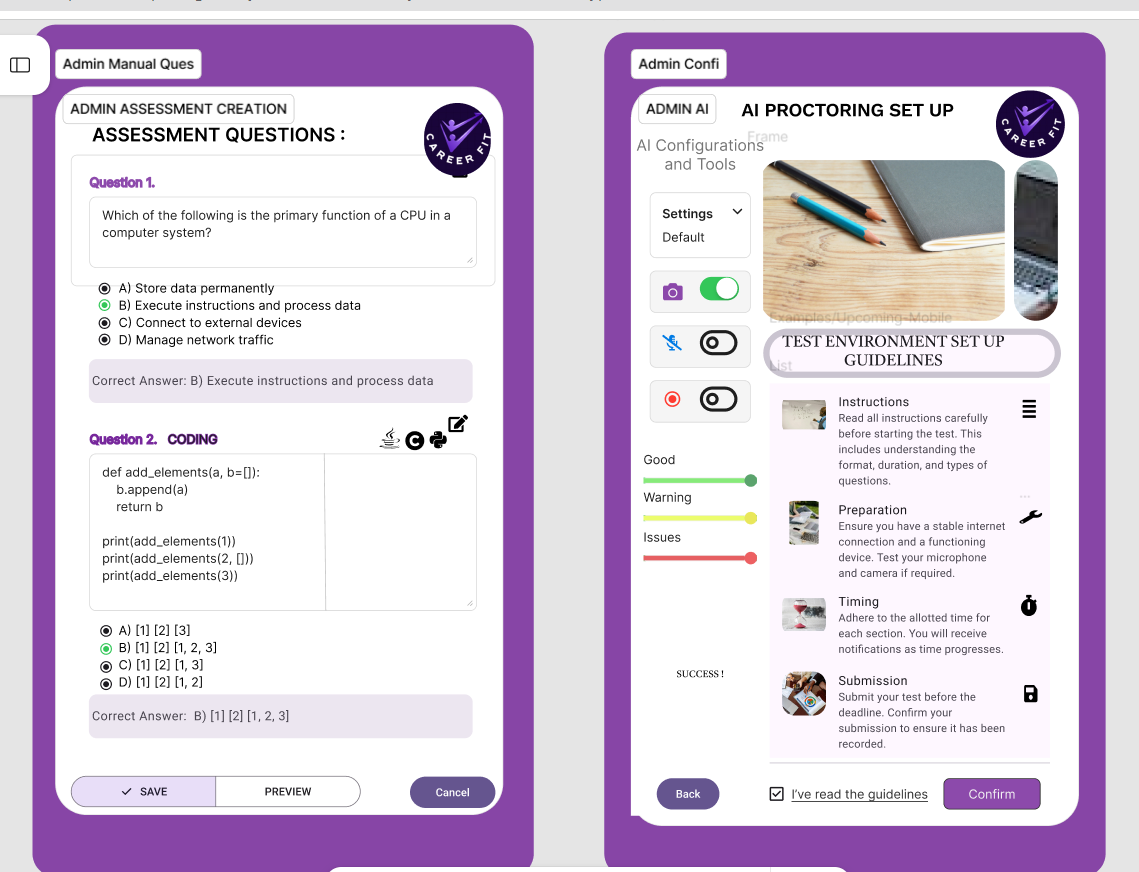 Admin Manual Ques
ADMIN ASSESSMENT CREATION
ASSESSMENT QUESTIONS :
CAREER FIT
Question 1.
Which of the following is the primary function of a CPU in a
computer system?
A) Store data permanently
B) Execute instructions and process data
C) Connect to external devices
D) Manage network traffic
Correct Answer: B) Execute instructions and process data
Question 2. CODING
C
def add_elements(a, b=[]):
b.append(a)
return b
print(add_elements(1))
print(add_elements(2, []))
print(add_elements(3))
A) [1] [2] [3]
B) [1] [2] [1, 2, 3]
C) [1] [2] [1, 3]
D) [1] [2] [1, 2]
Correct Answer: B) [1] [2] [1, 2, 3]
SAVE
PREVIEW
Cancel
Admin Confi
ADMIN AI
AI PROCTORING SET UP
CAREER FIT
Frame
AI Configurations
and Tools
Settings
Default
Good
Warning
Issues
SUCCESS !
Examples/Upcoming-Mobile
TEST ENVIRONMENT SET UP
GUIDELINES
List
Instructions
Read all instructions carefully
before starting the test. This
includes understanding the
format, duration, and types of
questions.
Preparation
Ensure you have a stable internet
connection and a functioning
device. Test your microphone
and camera if required.
Timing
Adhere to the allotted time for
each section. You will receive
notifications as time progresses.
Submission
Submit your test before the
deadline. Confirm your
submission to ensure it has been
recorded.
Back
I've read the guidelines
Confirm